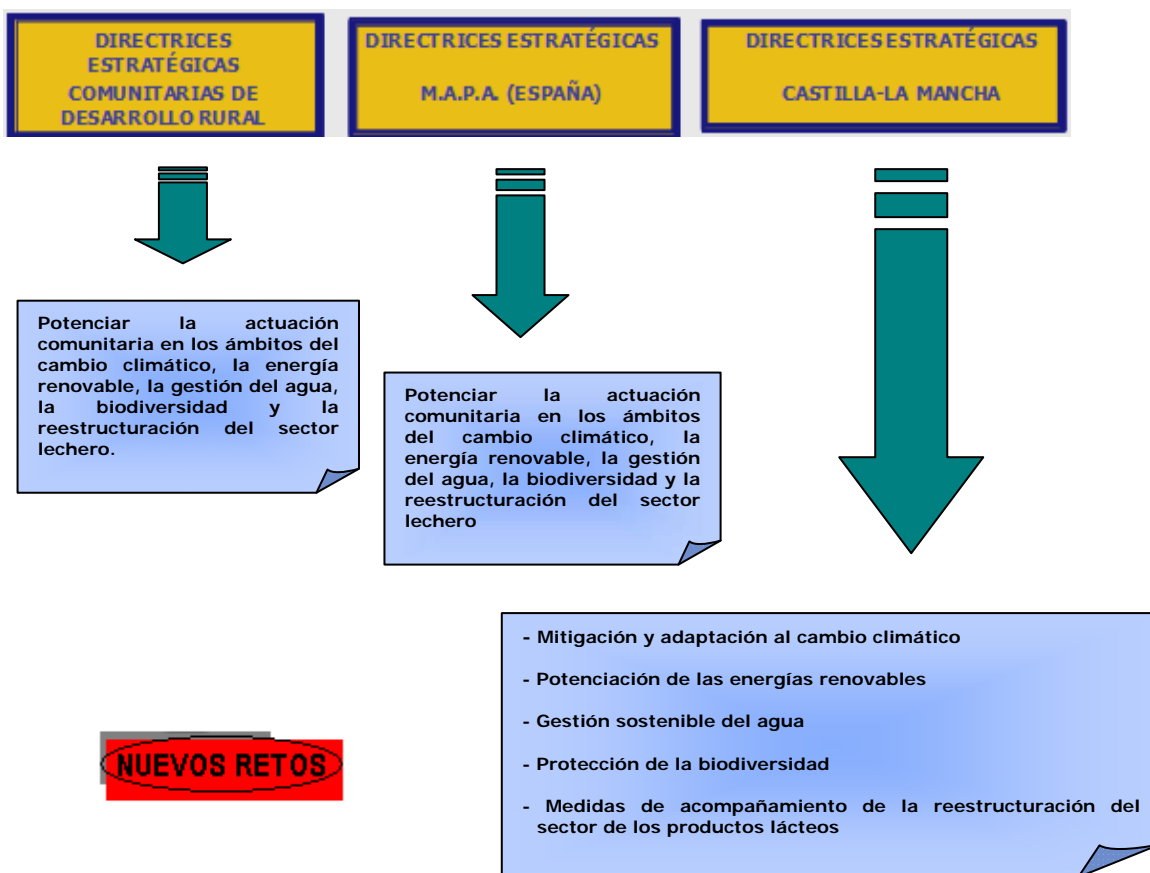 DIRECTRICES
ESTRATÉGICAS
COMUNITARIAS DE
DESARROLLO RURAL
DIRECTRICES ESTRATÉGICAS
M.A.P.A. (ESPAÑA)
DIRECTRICES ESTRATÉGICAS
CASTILLA-LA MANCHA
Potenciar la actuación
comunitaria en los ámbitos del
cambio climático, la energía
renovable, la gestión del agua,
la biodiversidad y la
reestructuración del sector
lechero.
Potenciar la actuación
comunitaria en los ámbitos
del cambio climático, la
energía renovable, la gestión
del agua, la biodiversidad y la
reestructuración del sector
lechero
- Mitigación y adaptación al cambio climático
- Potenciación de las energías renovables
- Gestión sostenible del agua
- Protección de la biodiversidad
- Medidas de acompañamiento de la reestructuración del
sector de los productos lácteos
NUEVOS RETOS